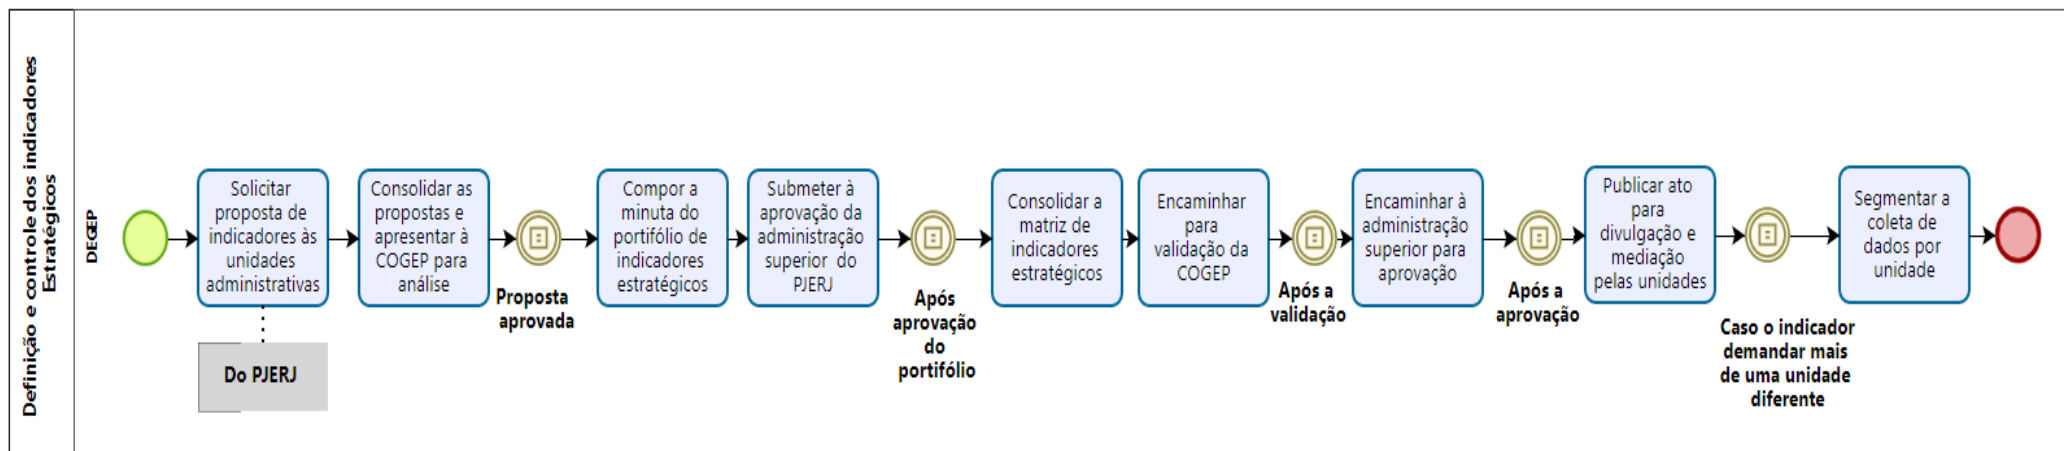 Definição e controle dos indicadores
Estratégicos
DEGEP
Solicitar
proposta de
indicadores às
unidades
administrativas
Do PJERJ
Consolidar as
propostas e
apresentar à
COGEP para
análise
Proposta
aprovada
Compor a
minuta do
portifólio de
indicadores
estratégicos
Submeter à
aprovação da
administração
superior do
PJERJ
Após
aprovação
do
portifólio
Consolidar a
matriz de
indicadores
estratégicos
Encaminhar
para
validação da
COGEP
Após a
validação
Encaminhar à
administração
superior para
aprovação
Após a
aprovação
Publicar ato
para
divulgação e
mediação
pelas unidades
Caso o indicador
demandar mais
de uma unidade
diferente
Segmentar a
coleta de
dados por
unidade